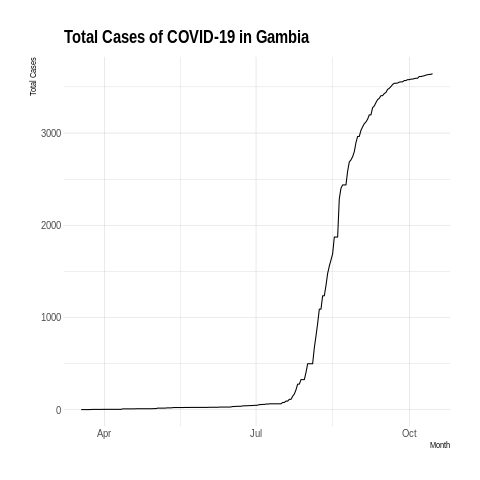 Total Cases of COVID-19 in Gambia
Total Cases
3000
2000
1000
0
Apr
Jul
Oct
Month